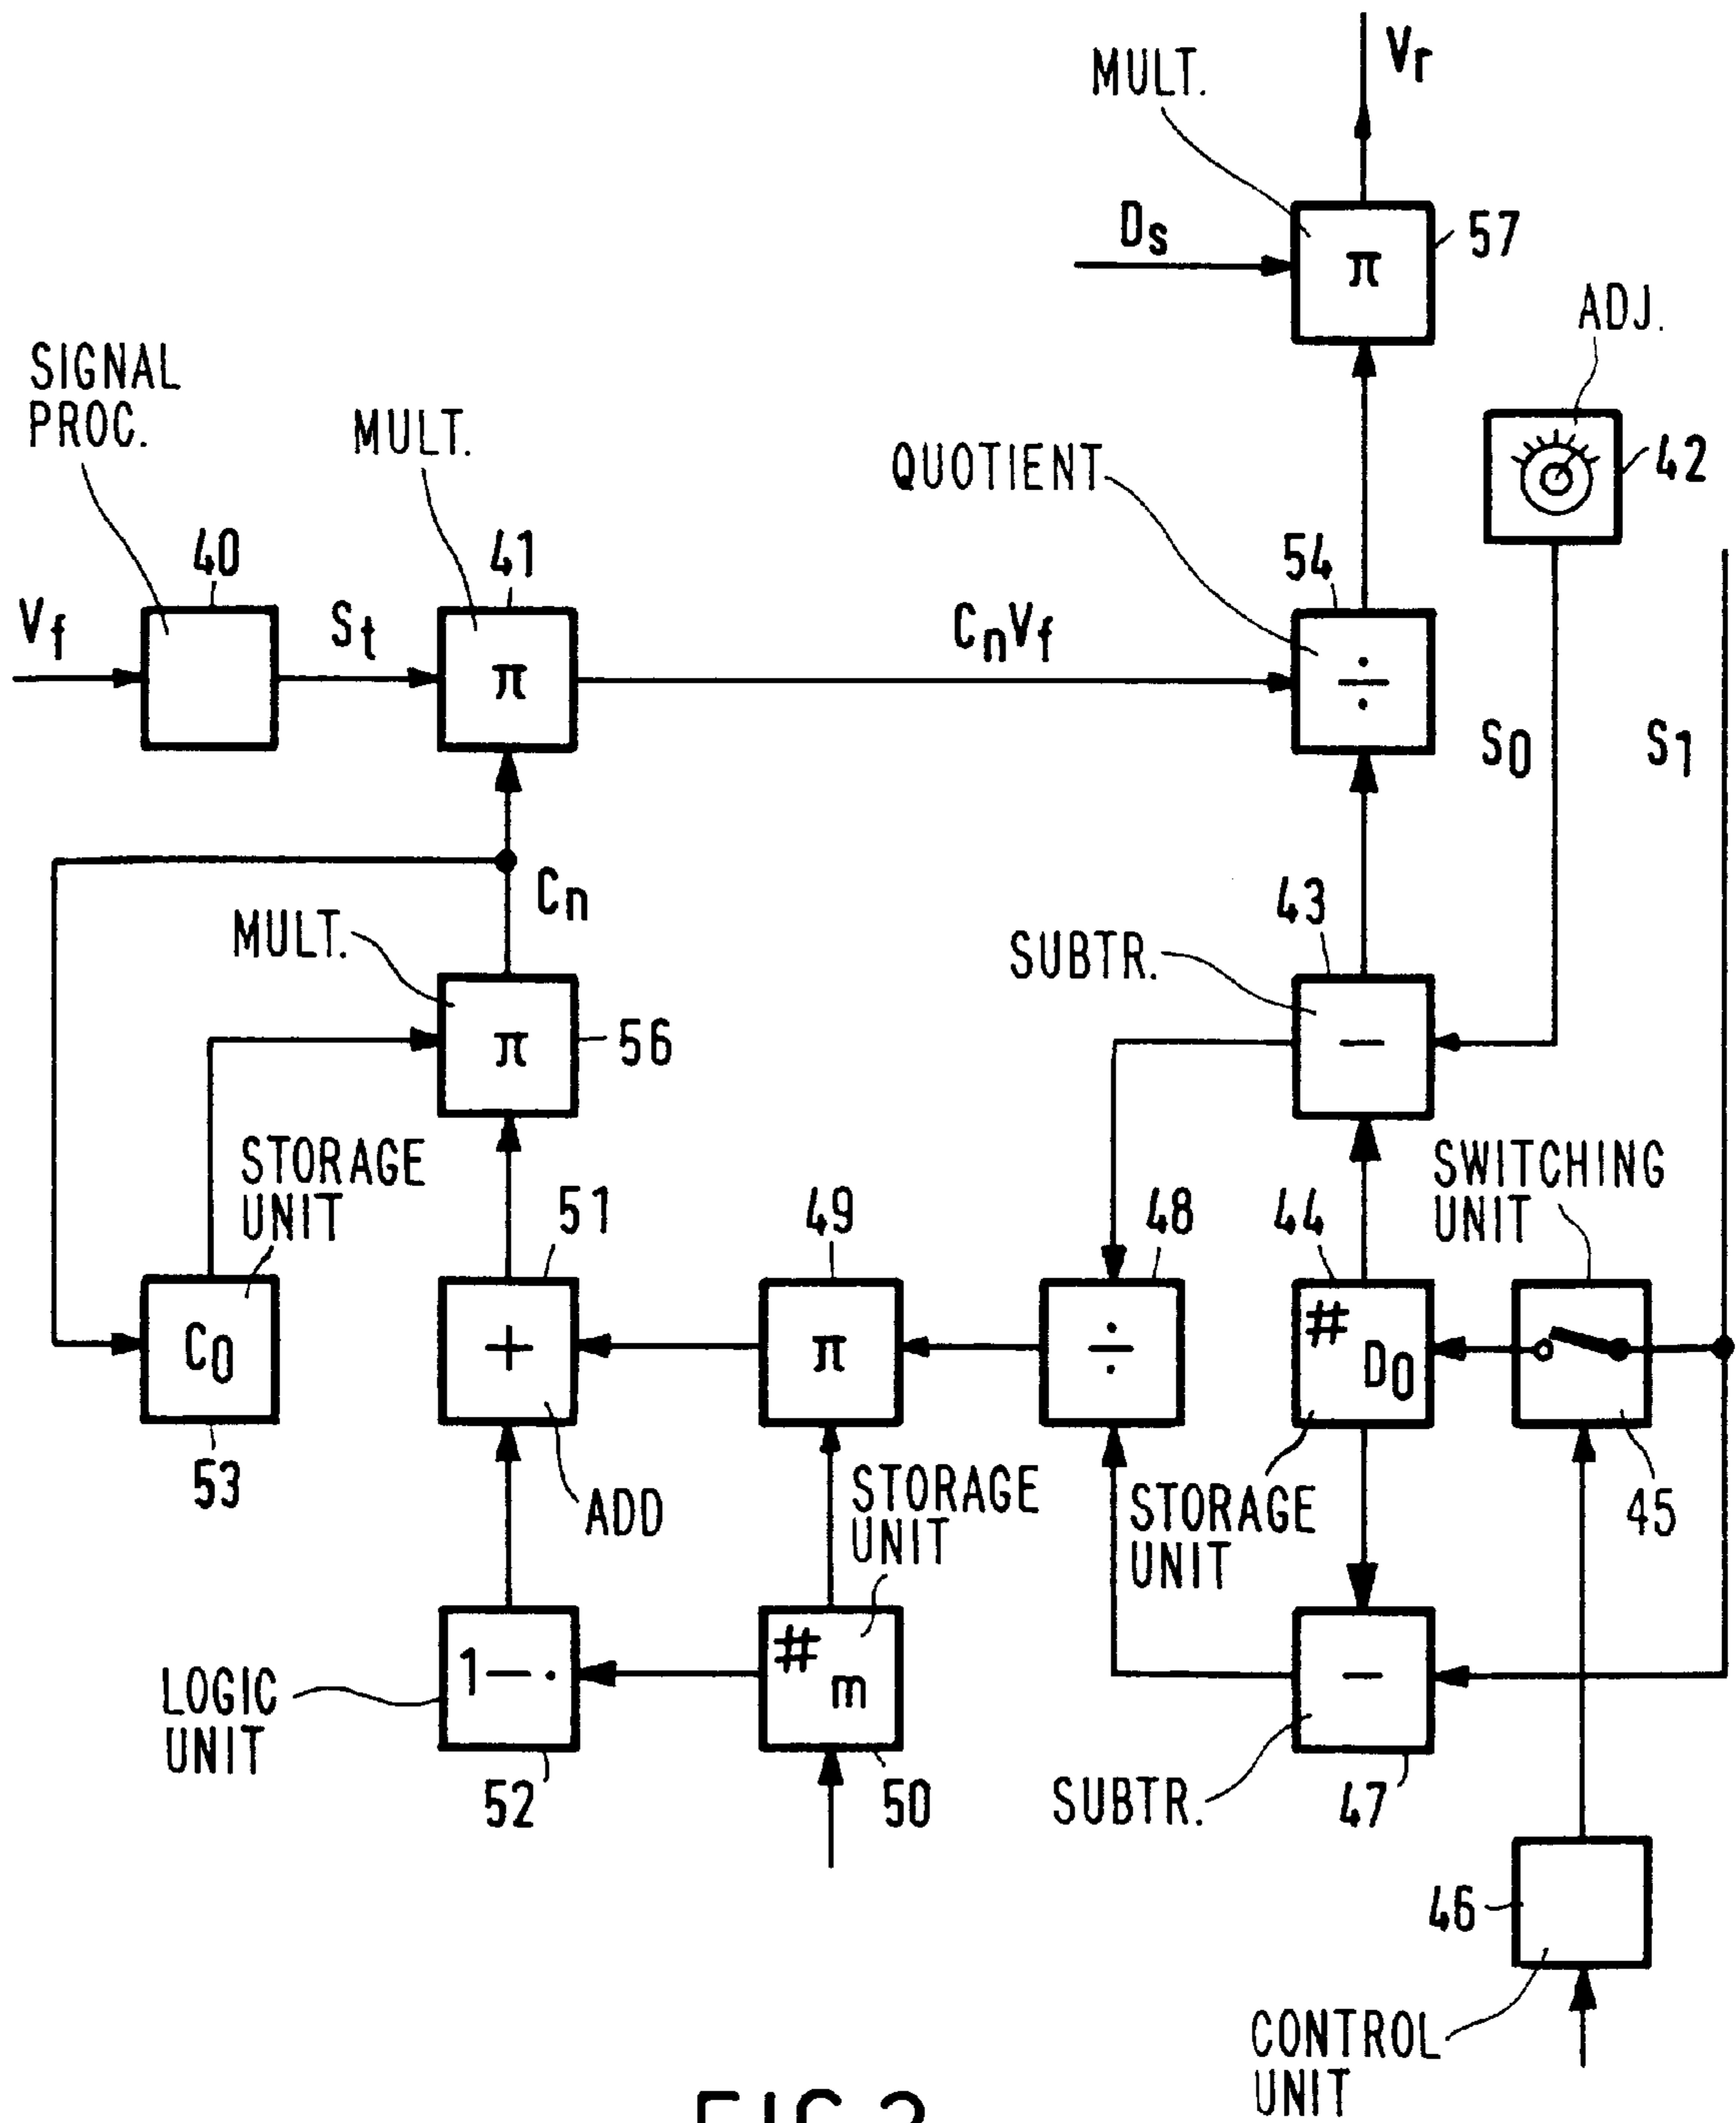 Vr
MULT.
Ds
π
57
ADJ.
SIGNAL
PROC.
MULT.
QUOTIENT
42
40
41
54
Vf
St
CnVf
π
÷
S0
S1
Cn
43
MULT.
SUBTR.
π
56
−
STORAGE
UNIT
SWITCHING
UNIT
51
49
48
44
C0
+
π
÷
# D0
53
ADD
STORAGE
UNIT
STORAGE
UNIT
45
1−·
# m
−
LOGIC
UNIT
52
50
SUBTR.
47
46
CONTROL
UNIT